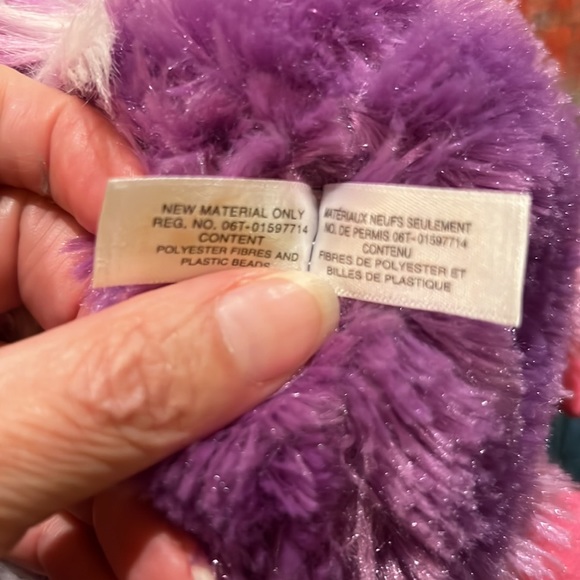 NEW MATERIAL ONLY
REG. NO. 06T-01597714
CONTENT
POLYESTER FIBRES AND
PLASTIC BEADS
MATÉRIAUX NEUFS SEULEMENT
NO. DE PERMIS 06T-01597714
CONTENU
FIBRES DE POLYESTER ET
BILLES DE PLASTIQUE